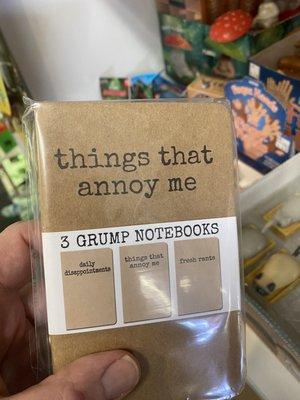 things that
annoy me
3 GRUMP NOTEBOOKS
daily
disappointments
things that
annoy me
fresh rants